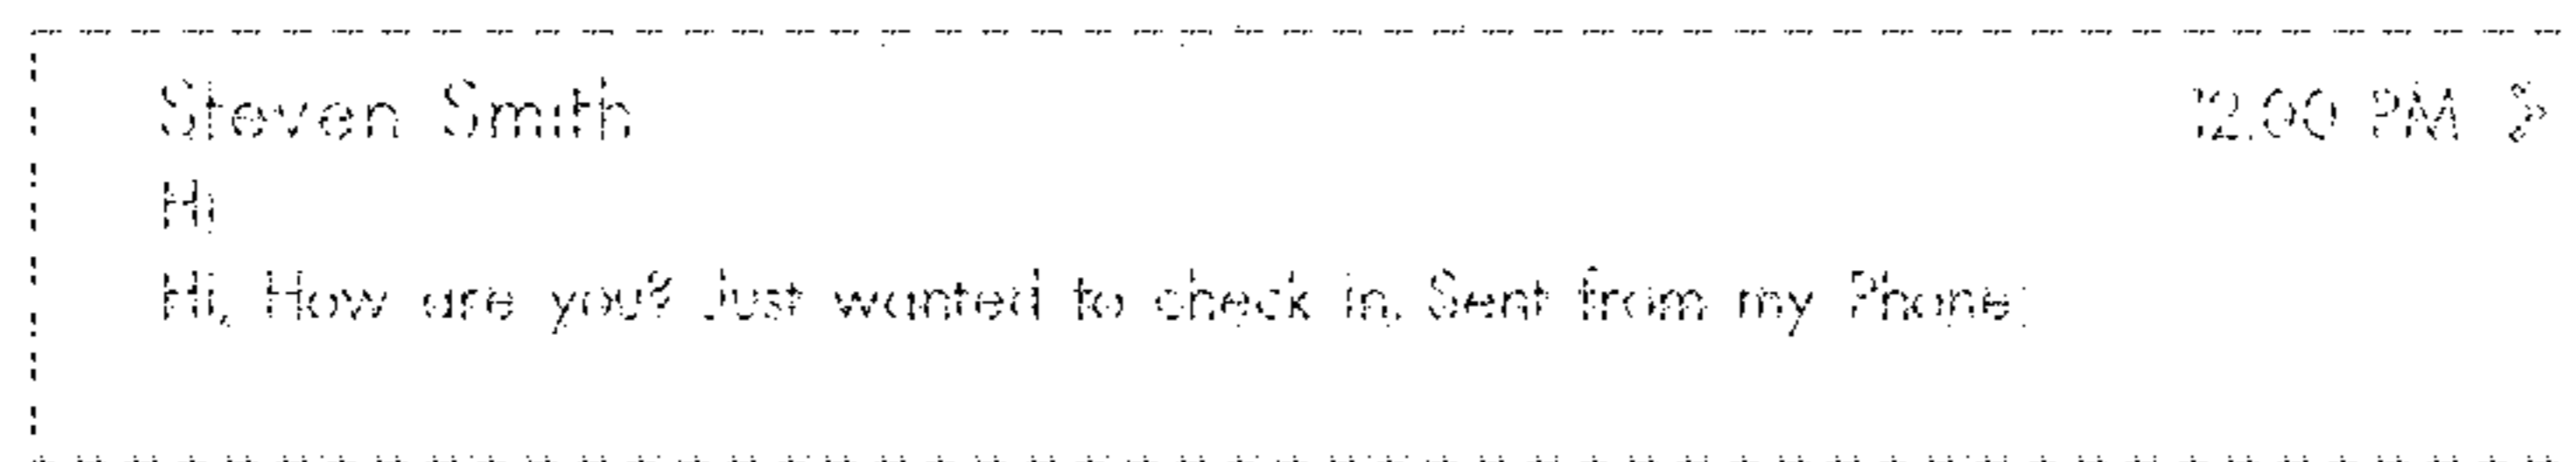 Steven Smith 12:00 PM >
Hi
Hi, How are you? Just wanted to check in. Sent from my Phone.